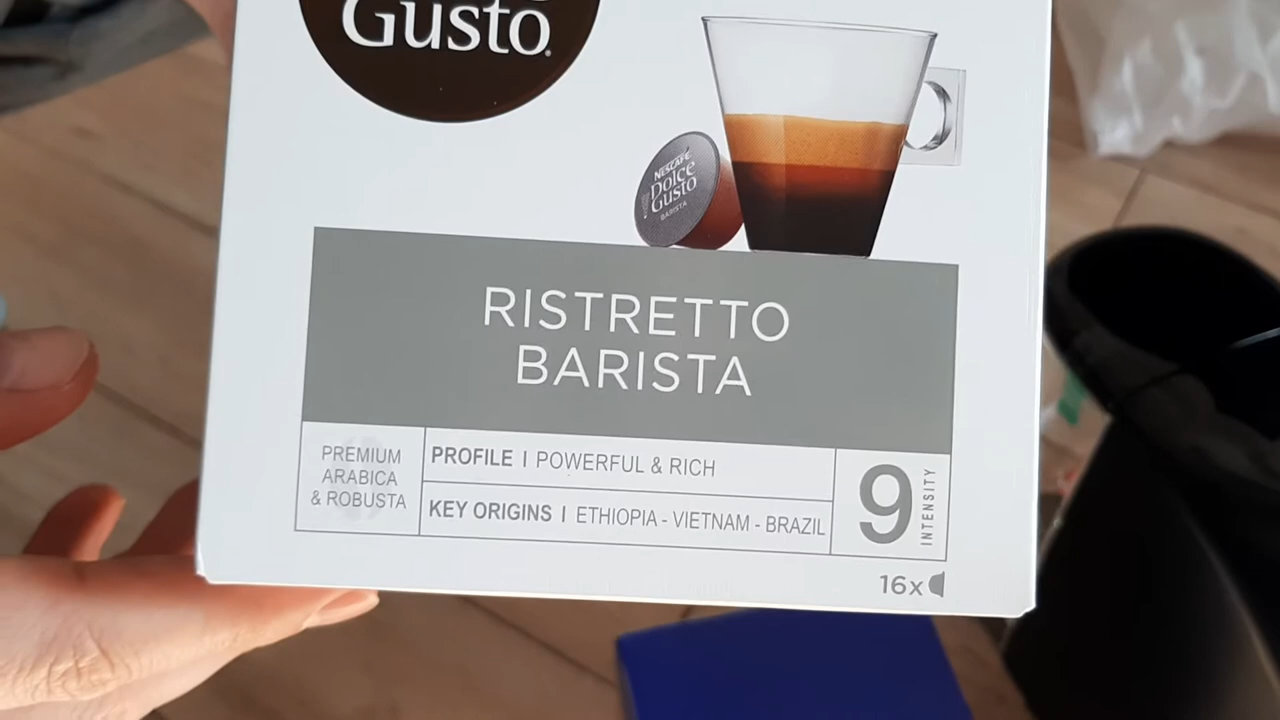 Gusto
NESCAFÉ
Dolce
Gusto
BARISTA
RISTRETTO
BARISTA
PREMIUM
ARABICA
& ROBUSTA
PROFILE | POWERFUL & RICH
KEY ORIGINS | ETHIOPIA - VIETNAM - BRAZIL
9 INTENSITY
16x